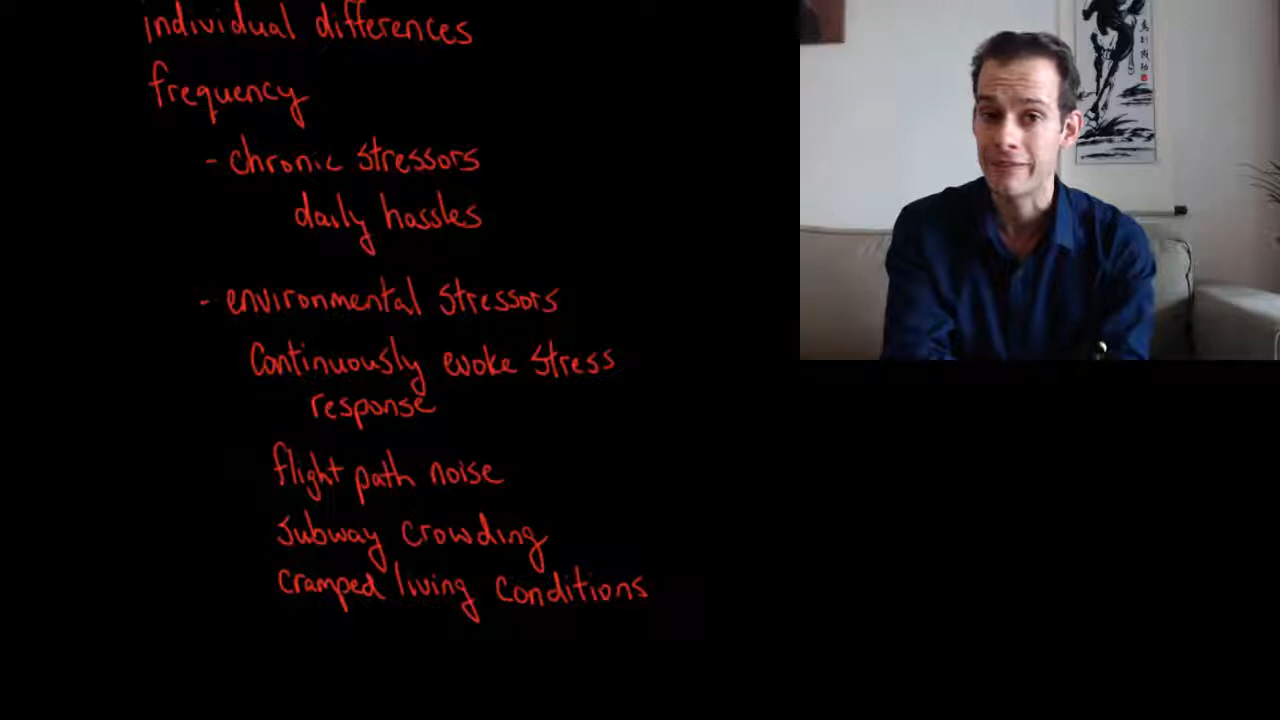 individual differences
frequency
- chronic stressors
daily hassles
- environmental stressors
Continuously evoke stress
response
flight path noise
subway crowding
cramped living conditions